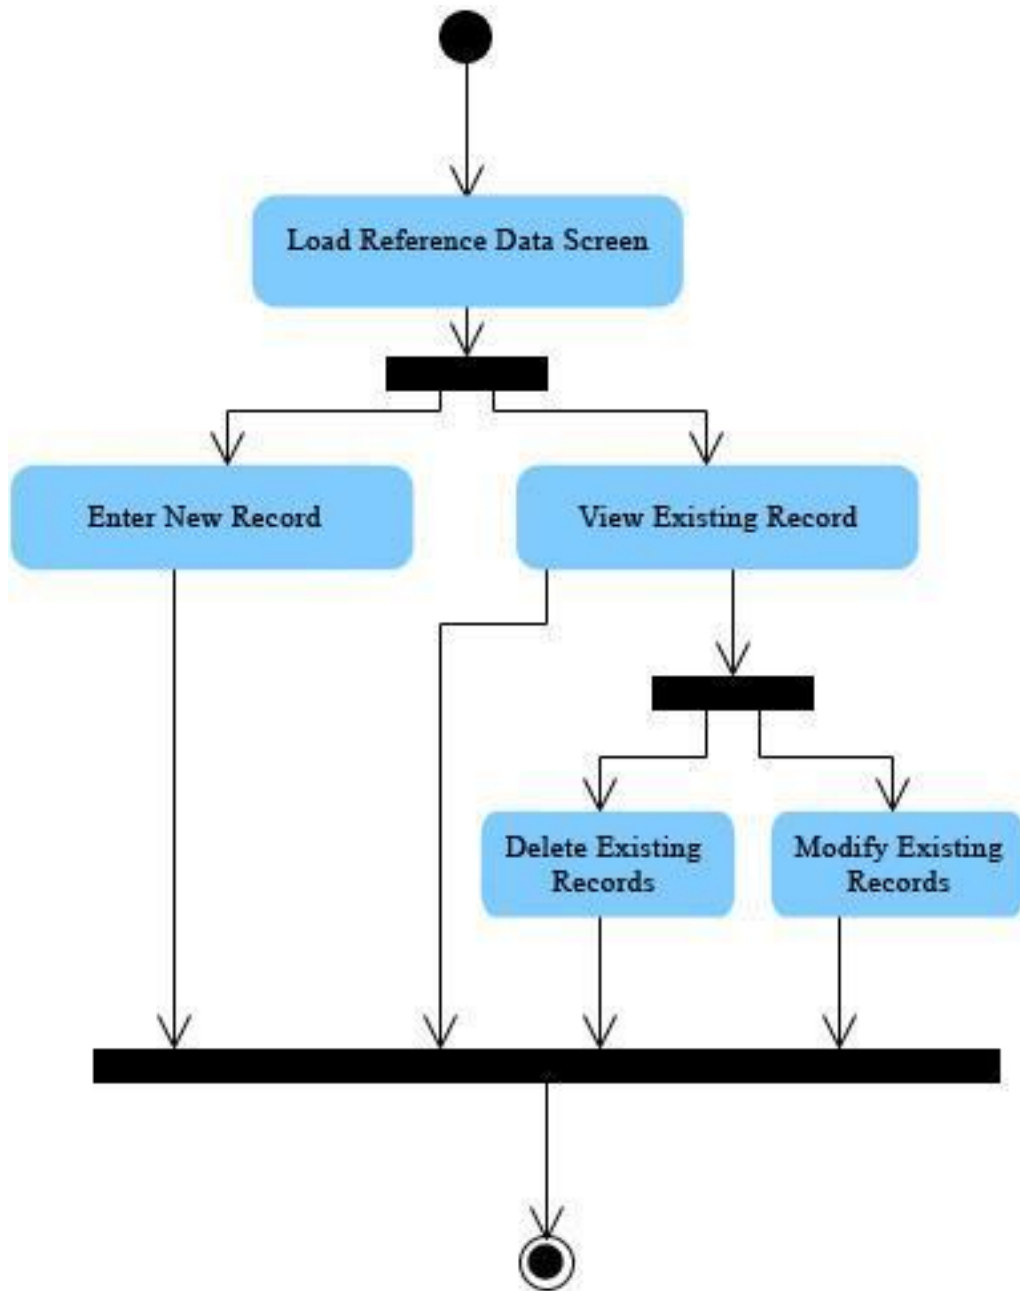 Load Reference Data Screen
Enter New Record
View Existing Record
Delete Existing
Records
Modify Existing
Records